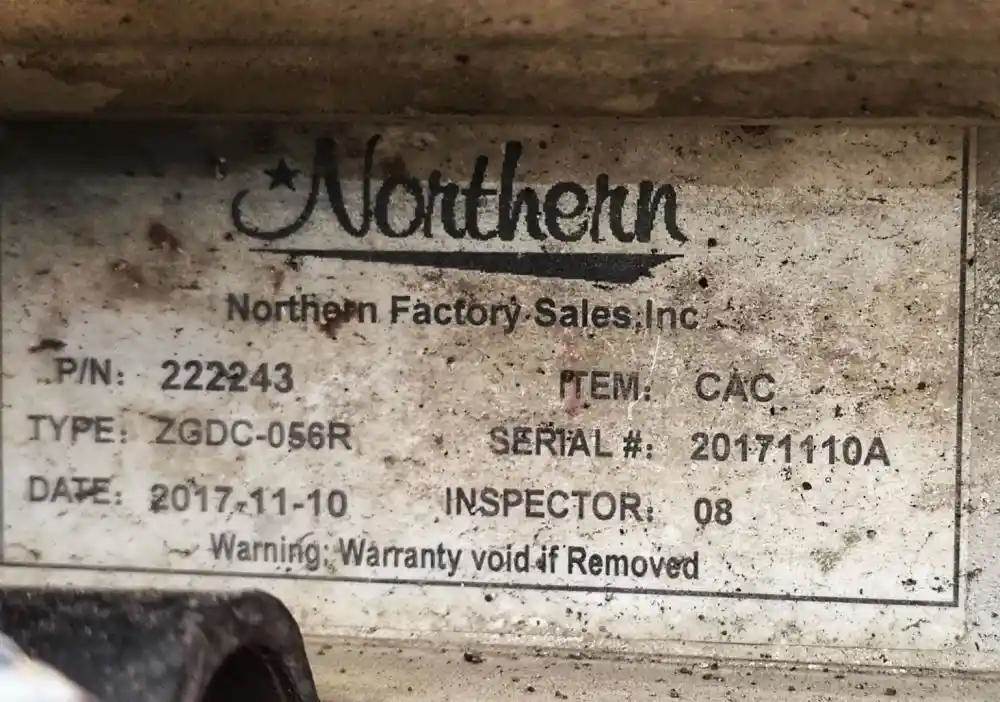 Northern
Northern Factory Sales,Inc
P/N: 222243 ITEM: CAC
TYPE: ZGDC-056R SERIAL #: 20171110A
DATE: 2017-11-10 INSPECTOR: 08
Warning: Warranty void if Removed